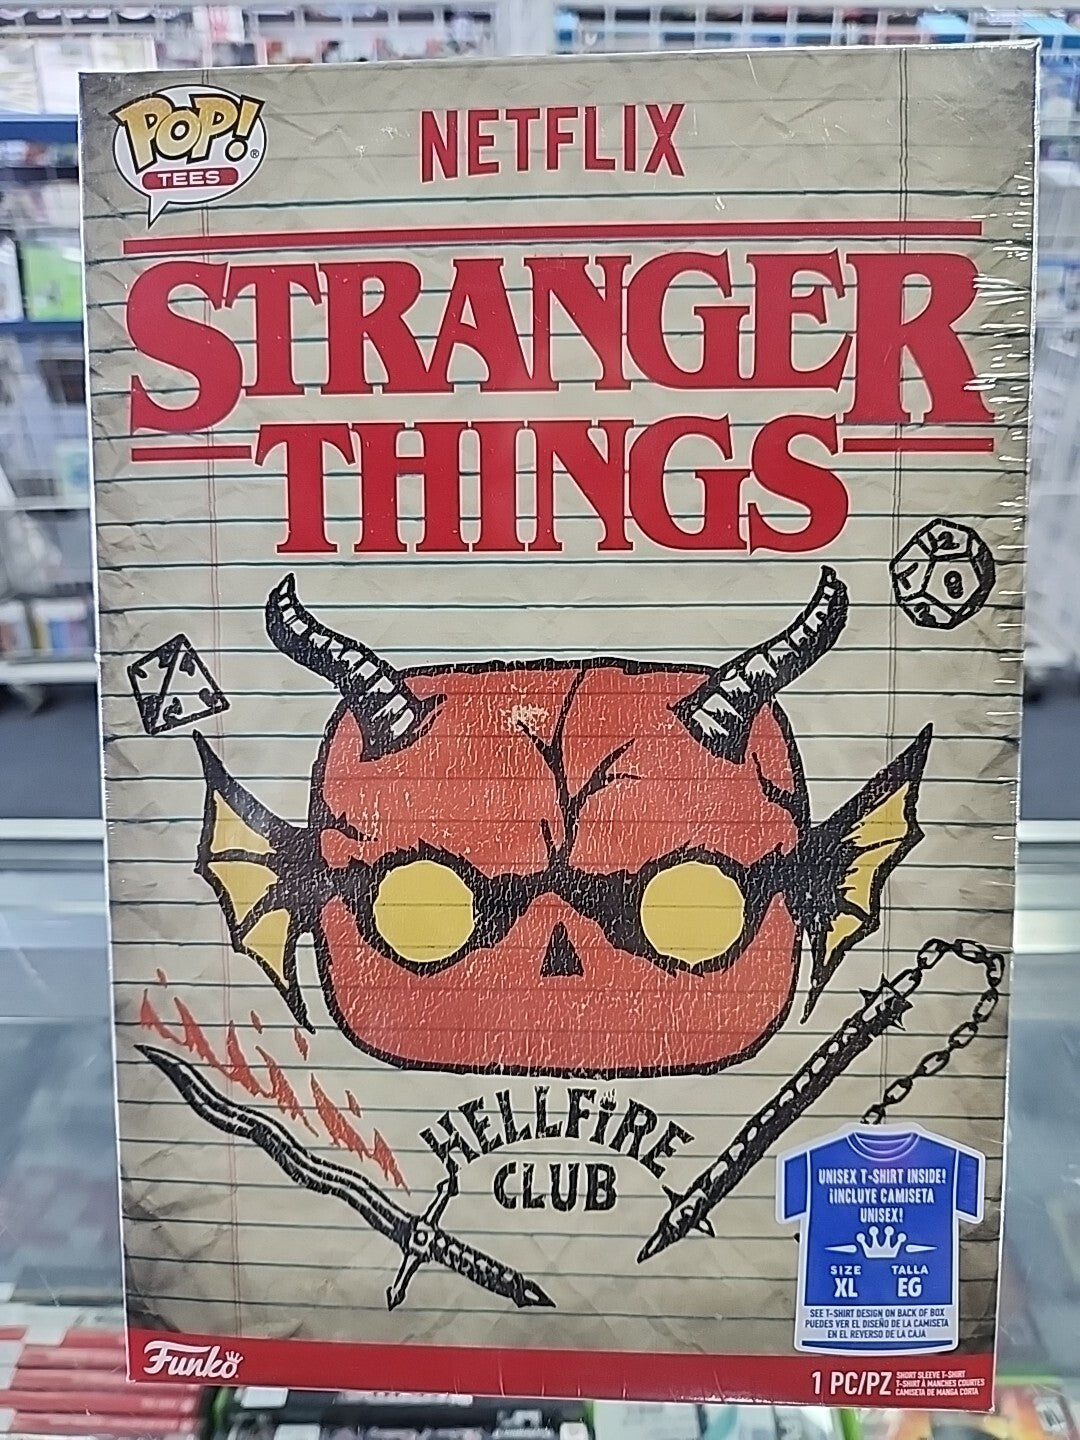 POP!®
TEES
NETFLIX
STRANGER
THINGS
HELLFiRE
CLUB
UNISEX T-SHIRT INSIDE!
¡INCLUYE CAMISETA
UNISEX!
SIZE TALLA
XL EG
SEE T-SHIRT DESIGN ON BACK OF BOX
PUEDES VER EL DISEÑO DE LA CAMISETA
EN EL REVERSO DE LA CAJA
Funko
1 PC/PZ
SHORT SLEEVE T-SHIRT
T-SHIRT À MANCHES COURTES
CAMISETA DE MANGA CORTA